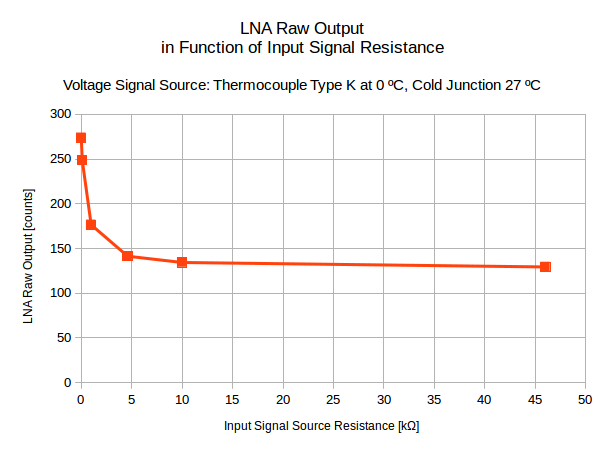 LNA Raw Output
in Function of Input Signal Resistance
Voltage Signal Source: Thermocouple Type K at 0 ºC, Cold Junction 27 ºC
300
250
200
150
100
50
0
LNA Raw Output [counts]
0 5 10 15 20 25 30 35 40 45 50
Input Signal Source Resistance [kΩ]